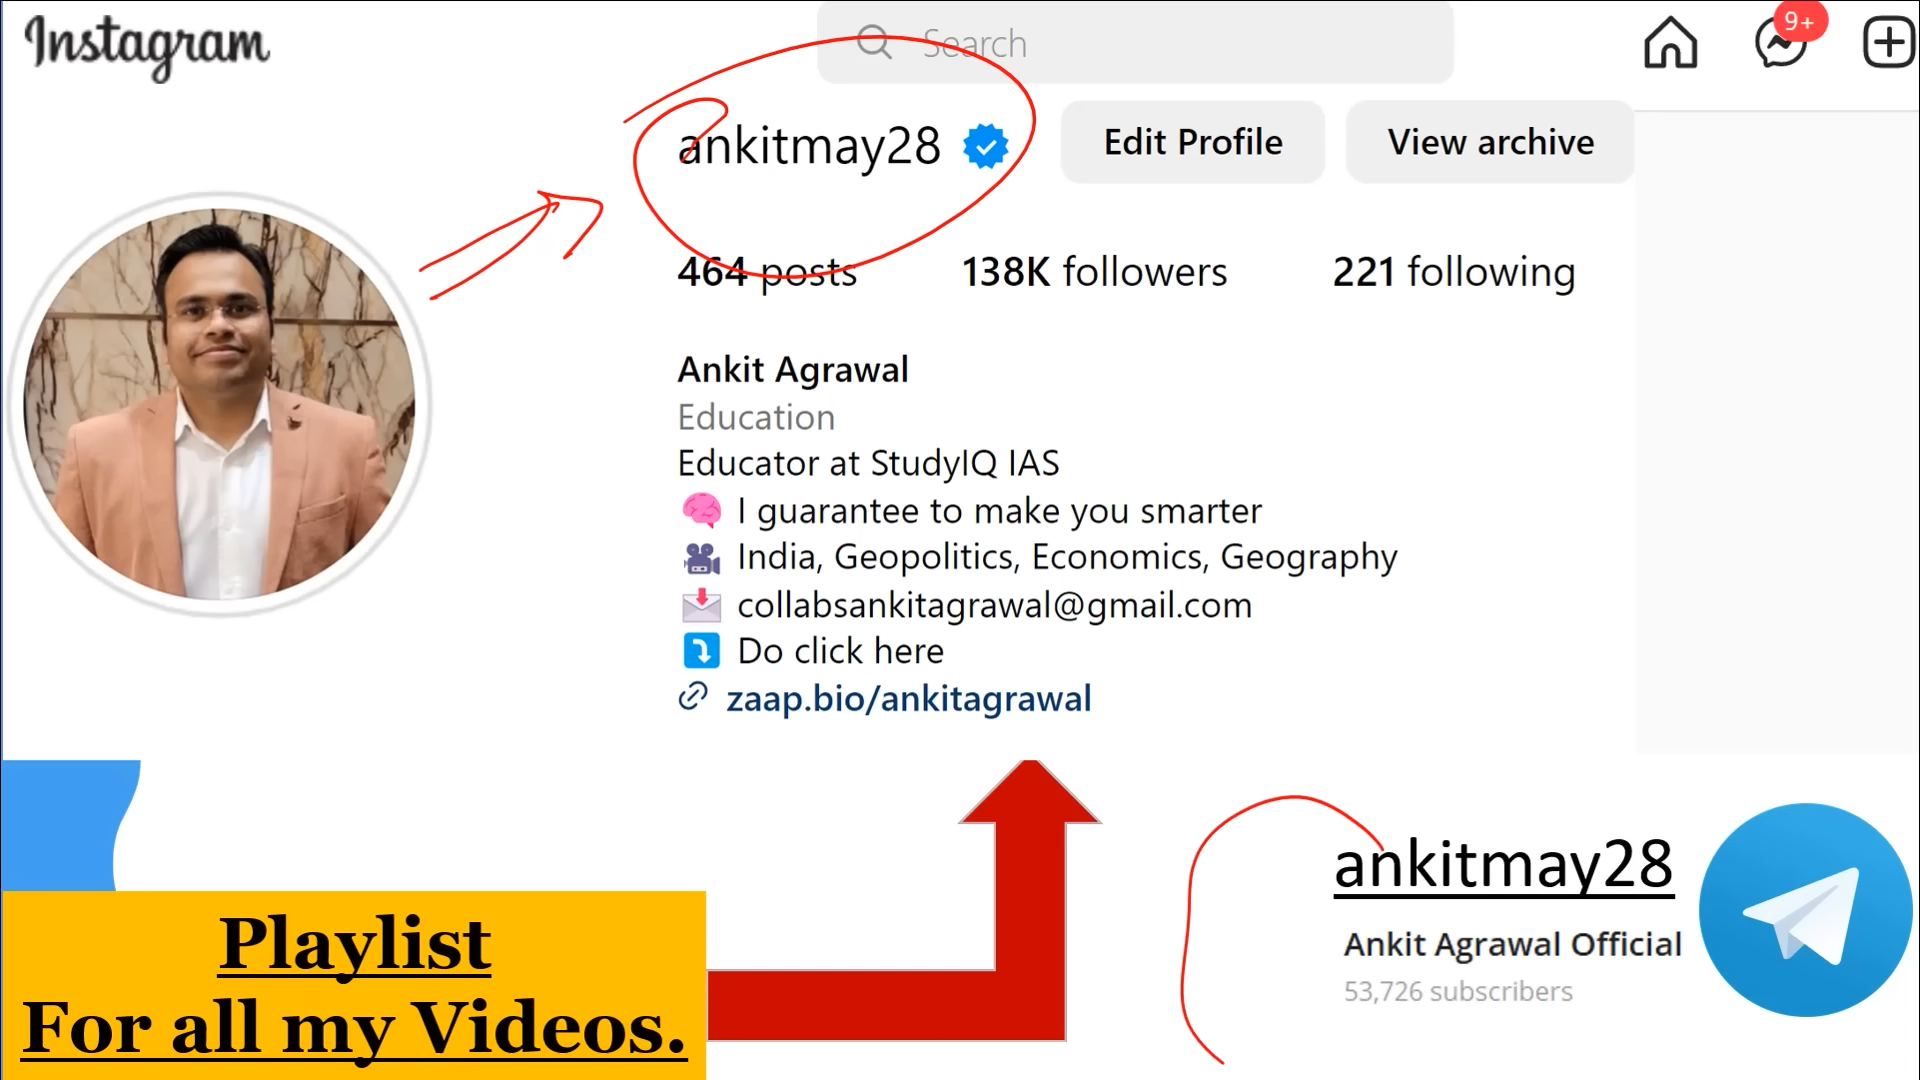 Instagram
Search
9+
ankitmay28
Edit Profile
View archive
464 posts
138K followers
221 following
Ankit Agrawal
Education
Educator at StudyIQ IAS
I guarantee to make you smarter
India, Geopolitics, Economics, Geography
collabsankitagrawal@gmail.com
Do click here
zaap.bio/ankitagrawal
Playlist
For all my Videos.
ankitmay28
Ankit Agrawal Official
53,726 subscribers